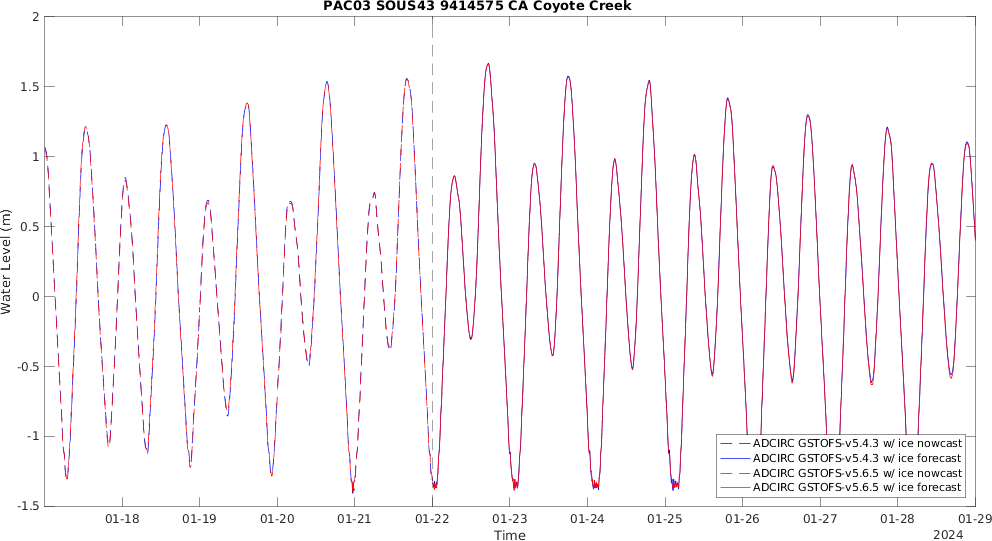 PAC03 SOUS43 9414575 CA Coyote Creek
2
1.5
1
0.5
0
-0.5
-1
-1.5
Water Level (m)
ADCIRC GSTOFS-v5.4.3 w/ ice nowcast
ADCIRC GSTOFS-v5.4.3 w/ ice forecast
ADCIRC GSTOFS-v5.6.5 w/ ice nowcast
ADCIRC GSTOFS-v5.6.5 w/ ice forecast
01-18 01-19 01-20 01-21 01-22 01-23 01-24 01-25 01-26 01-27 01-28 01-29
Time
2024